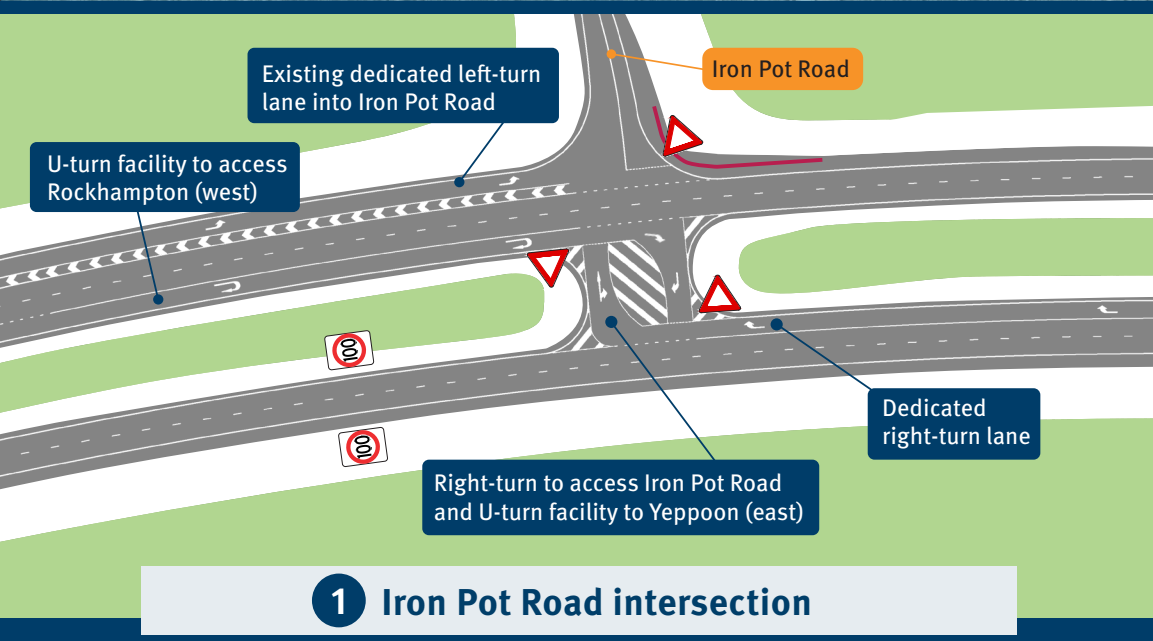 Existing dedicated left-turn
lane into Iron Pot Road
Iron Pot Road
U-turn facility to access
Rockhampton (west)
100
100
Dedicated
right-turn lane
Right-turn to access Iron Pot Road
and U-turn facility to Yeppoon (east)
1 Iron Pot Road intersection